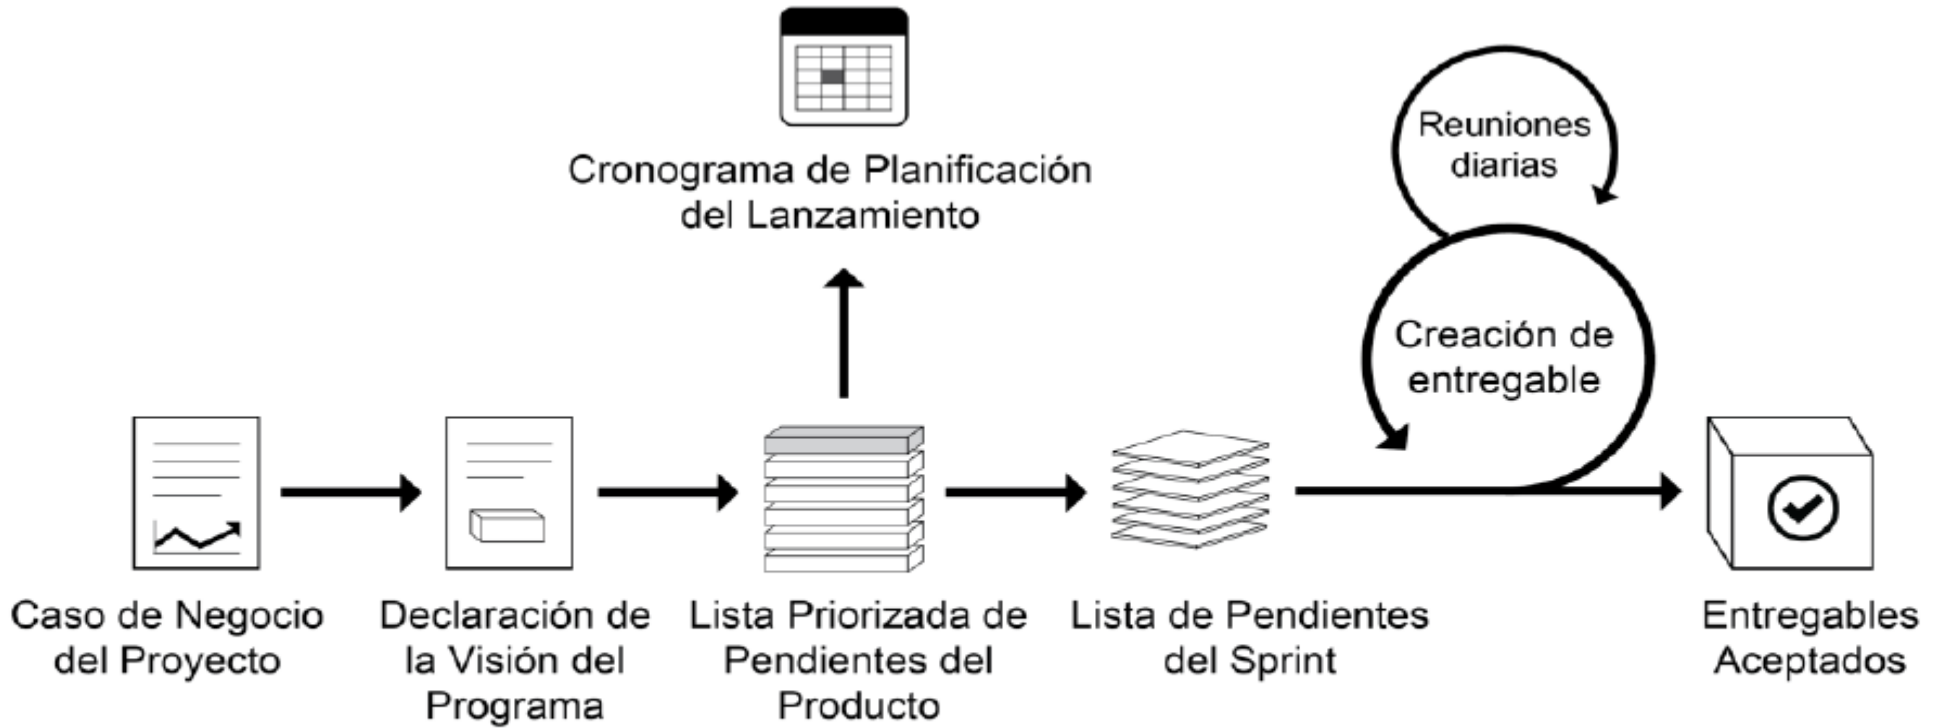 Cronograma de Planificación
del Lanzamiento
Reuniones
diarias
Creación de
entregable
Caso de Negocio
del Proyecto
Declaración de
la Visión del
Programa
Lista Priorizada de
Pendientes del
Producto
Lista de Pendientes
del Sprint
Entregables
Aceptados